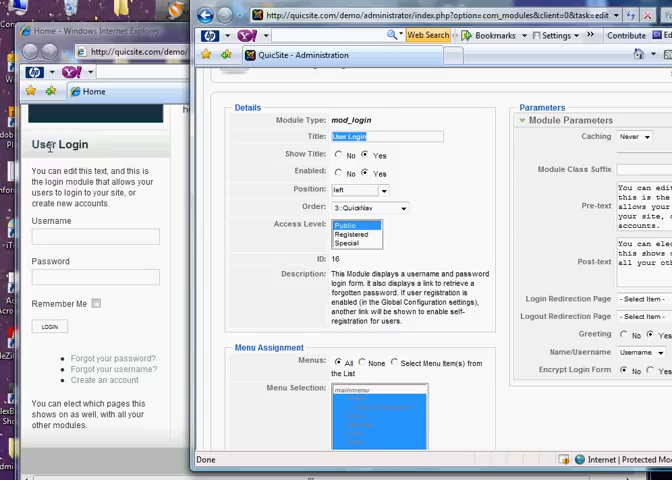 Home - Windows Internet Explorer
http://quicsite.com/demo/
hp
Y!
Home
User Login
You can edit this text, and this is
the login module that allows your
users to login to your site, or
create new accounts.
Username
Password
Remember Me
LOGIN
Forgot your password?
Forgot your username?
Create an account
You can elect which pages this
shows on as well, with all your
other modules.
http://quicsite.com/demo/administrator/index.php?option=com_modules&client=0&task=edit
hp
Y!
Web Search
Bookmarks
Settings
Contribute
Edi
QuicSite - Administration
Details
Module Type: mod_login
Title: User Login
Show Title: No Yes
Enabled: No Yes
Position: left
Order: 3::QuickNav
Access Level: Public
Registered
Special
ID: 16
Description: This Module displays a username and password
login form. It also displays a link to retrieve a
forgotten password. If user registration is
enabled (in the Global Configuration settings),
another link will be shown to enable self-
registration for users.
Menu Assignment
Menus: All None Select Menu Item(s) from
the List
Menu Selection: mainmenu
Parameters
Module Parameters
Caching Never
Module Class Suffix
Pre-text
You can edi
allows your
your site,
accounts.
Post-text
You can elec
this shows o
all your oth
Login Redirection Page - Select Item -
Logout Redirection Page - Select Item -
Greeting No Yes
Name/Username Username
Encrypt Login Form No Yes
Done
Internet | Protected Mo